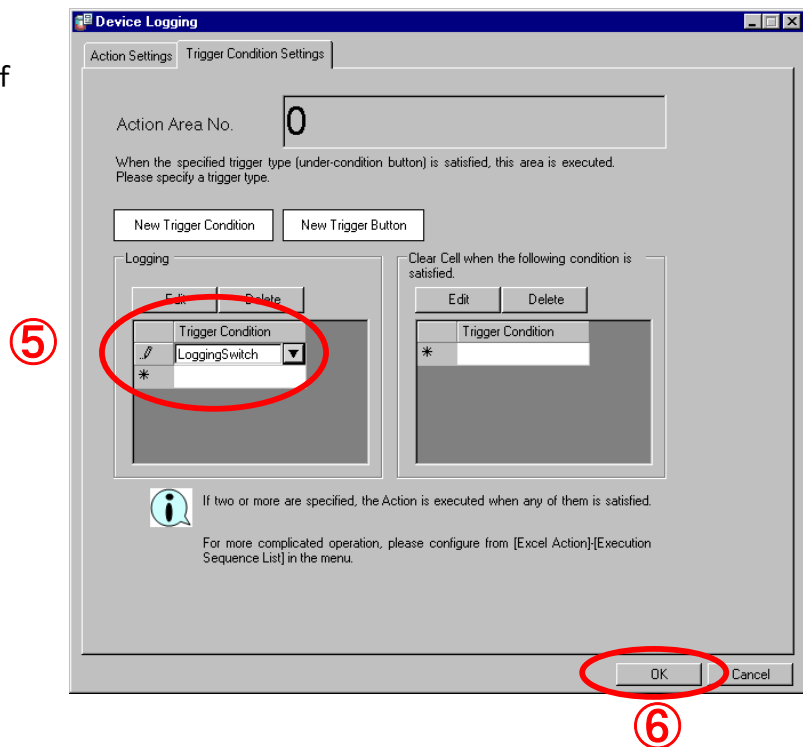 Device Logging
f
Action Settings Trigger Condition Settings
Action Area No. 0
When the specified trigger type (under-condition button) is satisfied, this area is executed.
Please specify a trigger type.
New Trigger Condition New Trigger Button
Logging
Edit Delete
Trigger Condition
LoggingSwitch
*
⑤
Clear Cell when the following condition is
satisfied.
Edit Delete
Trigger Condition
*
If two or more are specified, the Action is executed when any of them is satisfied.
For more complicated operation, please configure from [Excel Action]-[Execution
Sequence List] in the menu.
OK Cancel
⑥